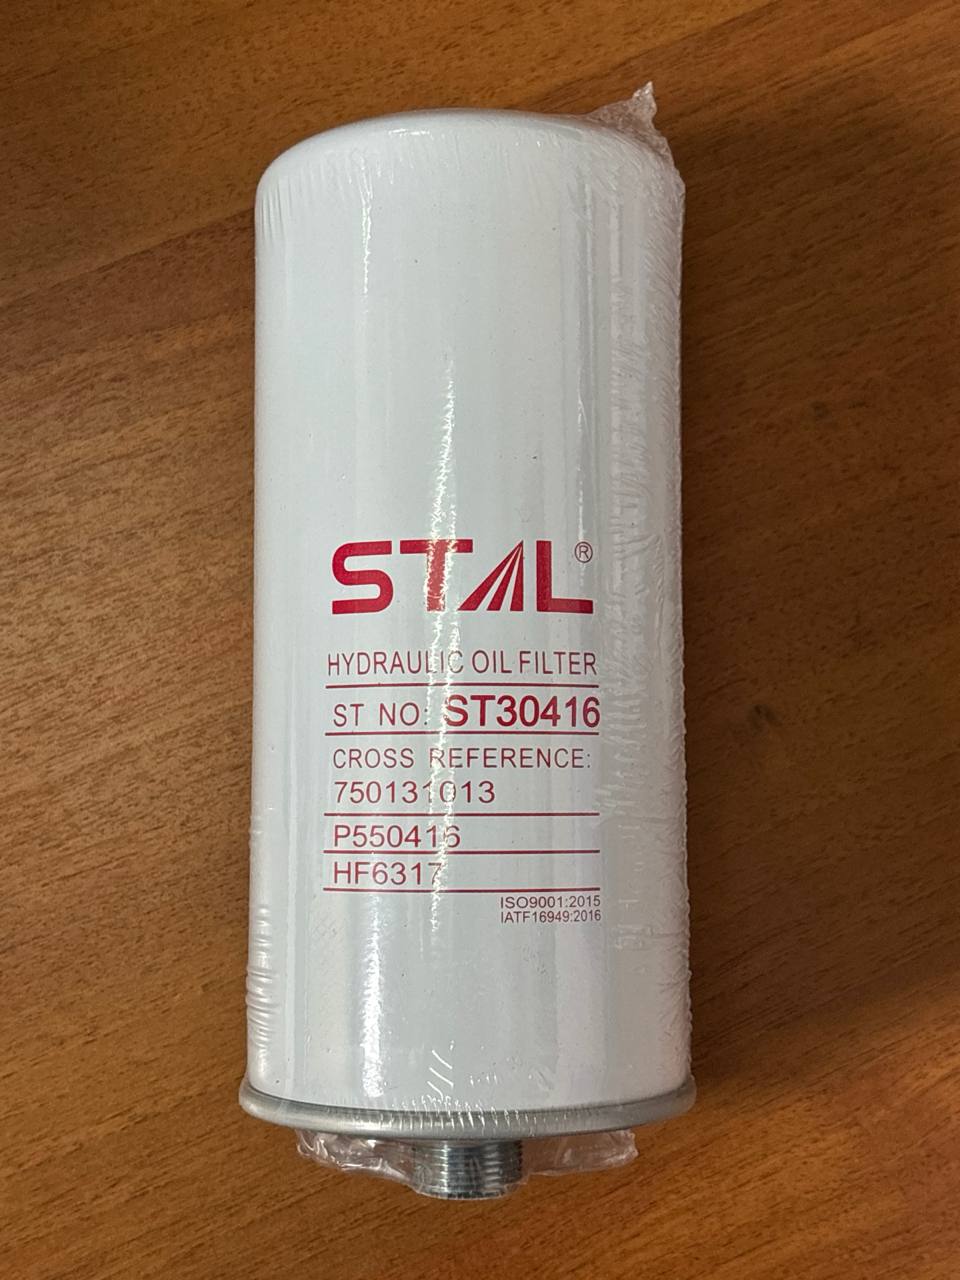 STAL®
HYDRAULIC OIL FILTER
ST NO: ST30416
CROSS REFERENCE:
750131013
P550416
HF6317
ISO9001:2015
IATF16949:2016